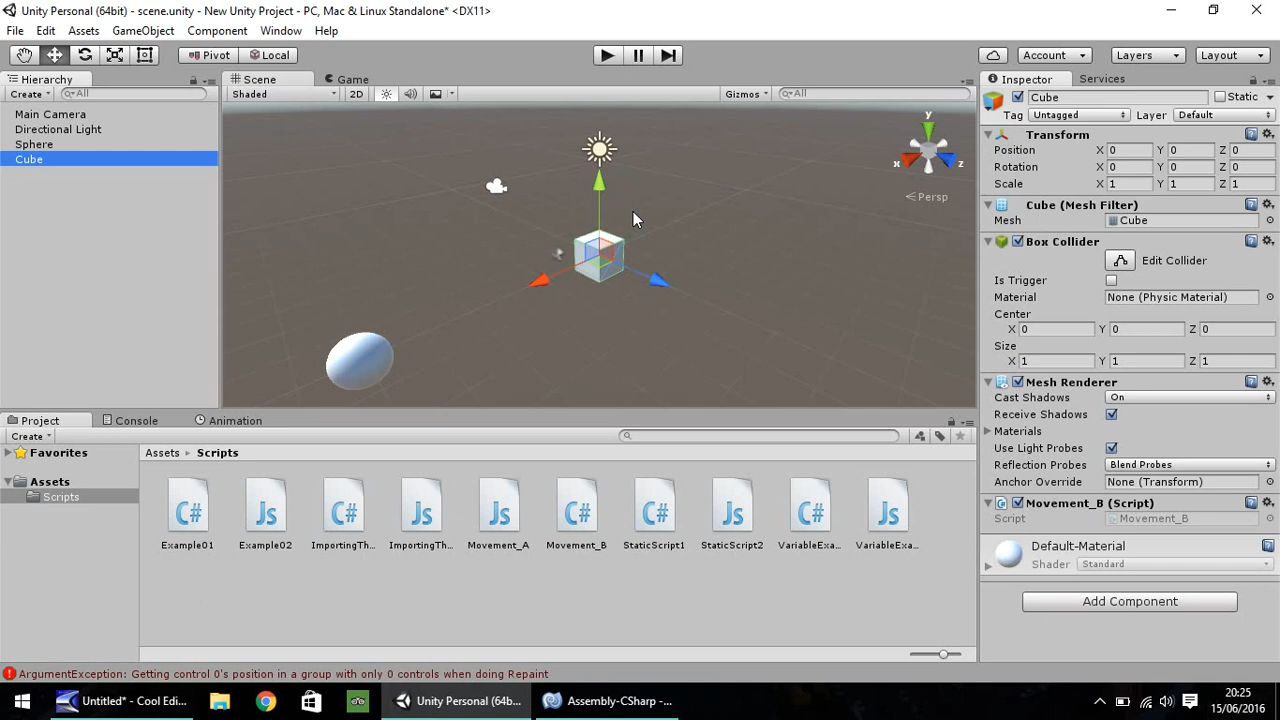 Unity Personal (64bit) - scene.unity - New Unity Project - PC, Mac & Linux Standalone* <DX11>
File Edit Assets GameObject Component Window Help
Pivot Local Account Layers Layout
Hierarchy
Create All
Main Camera
Directional Light
Sphere
Cube
Scene Game
Shaded 2D Gizmos All
y
x z
Persp
Inspector Services
Cube Static
Tag Untagged Layer Default
Transform
Position X 0 Y 0 Z 0
Rotation X 0 Y 0 Z 0
Scale X 1 Y 1 Z 1
Cube (Mesh Filter)
Mesh Cube
Box Collider
Edit Collider
Is Trigger
Material None (Physic Material)
Center
X 0 Y 0 Z 0
Size
X 1 Y 1 Z 1
Mesh Renderer
Cast Shadows On
Receive Shadows
Materials
Use Light Probes
Reflection Probes Blend Probes
Anchor Override None (Transform)
Movement_B (Script)
Script Movement_B
Default-Material
Shader Standard
Add Component
Project Console Animation
Create
Favorites
Assets
Scripts
Assets Scripts
C# Js C# Js Js C# C# Js C# Js
Example01 Example02 ImportingTh... ImportingTh... Movement_A Movement_B StaticScript1 StaticScript2 VariableExa... VariableExa...
ArgumentException: Getting control 0's position in a group with only 0 controls when doing Repaint
Untitled* - Cool Edi... Unity Personal (64b... Assembly-CSharp -...
20:25
15/06/2016